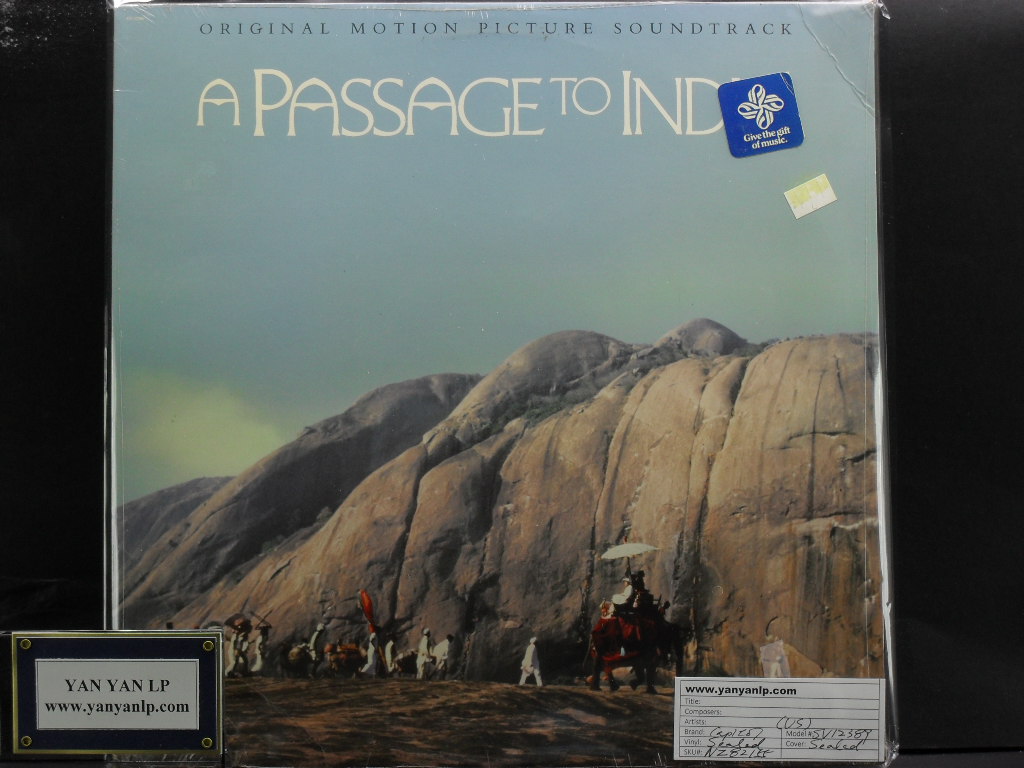 ORIGINAL MOTION PICTURE SOUNDTRACK
A PASSAGE TO IND
Give the gift
of music.
YAN YAN LP
www.yanyanlp.com
www.yanyanlp.com
Title:
Composers:
Artists: (US)
Brand: Capitol Model # SV12389
Vinyl: Sealed Cover: Sealed
SKU#: